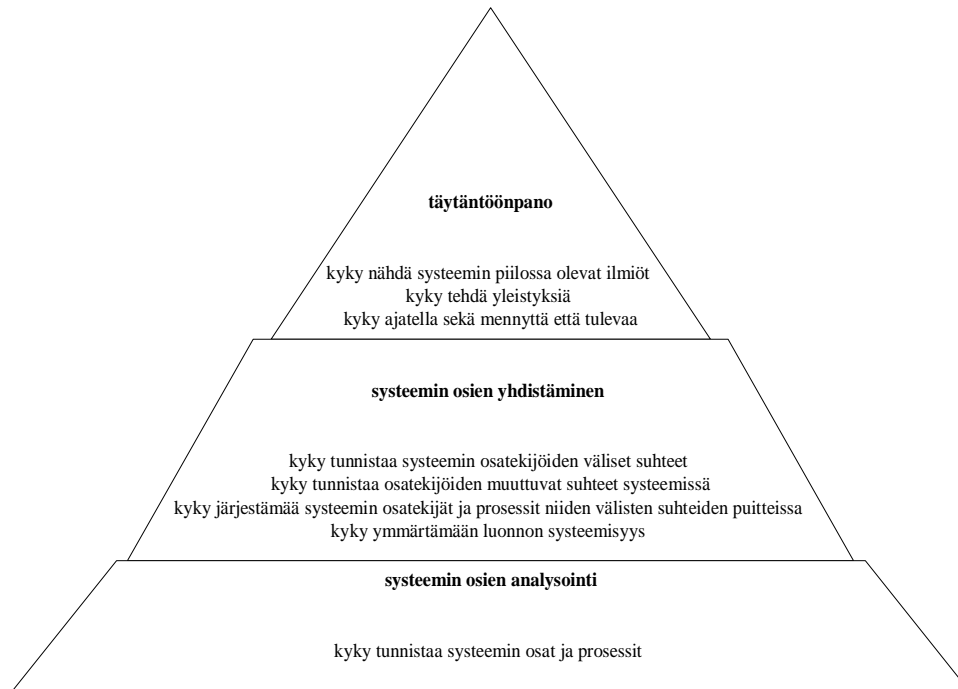 täytäntöönpano
kyky nähdä systeemin piilossa olevat ilmiöt
kyky tehdä yleistyksiä
kyky ajatella sekä mennyttä että tulevaa
systeemin osien yhdistäminen
kyky tunnistaa systeemin osatekijöiden väliset suhteet
kyky tunnistaa osatekijöiden muuttuvat suhteet systeemissä
kyky järjestämää systeemin osatekijät ja prosessit niiden välisten suhteiden puitteissa
kyky ymmärtämään luonnon systeemisyys
systeemin osien analysointi
kyky tunnistaa systeemin osat ja prosessit